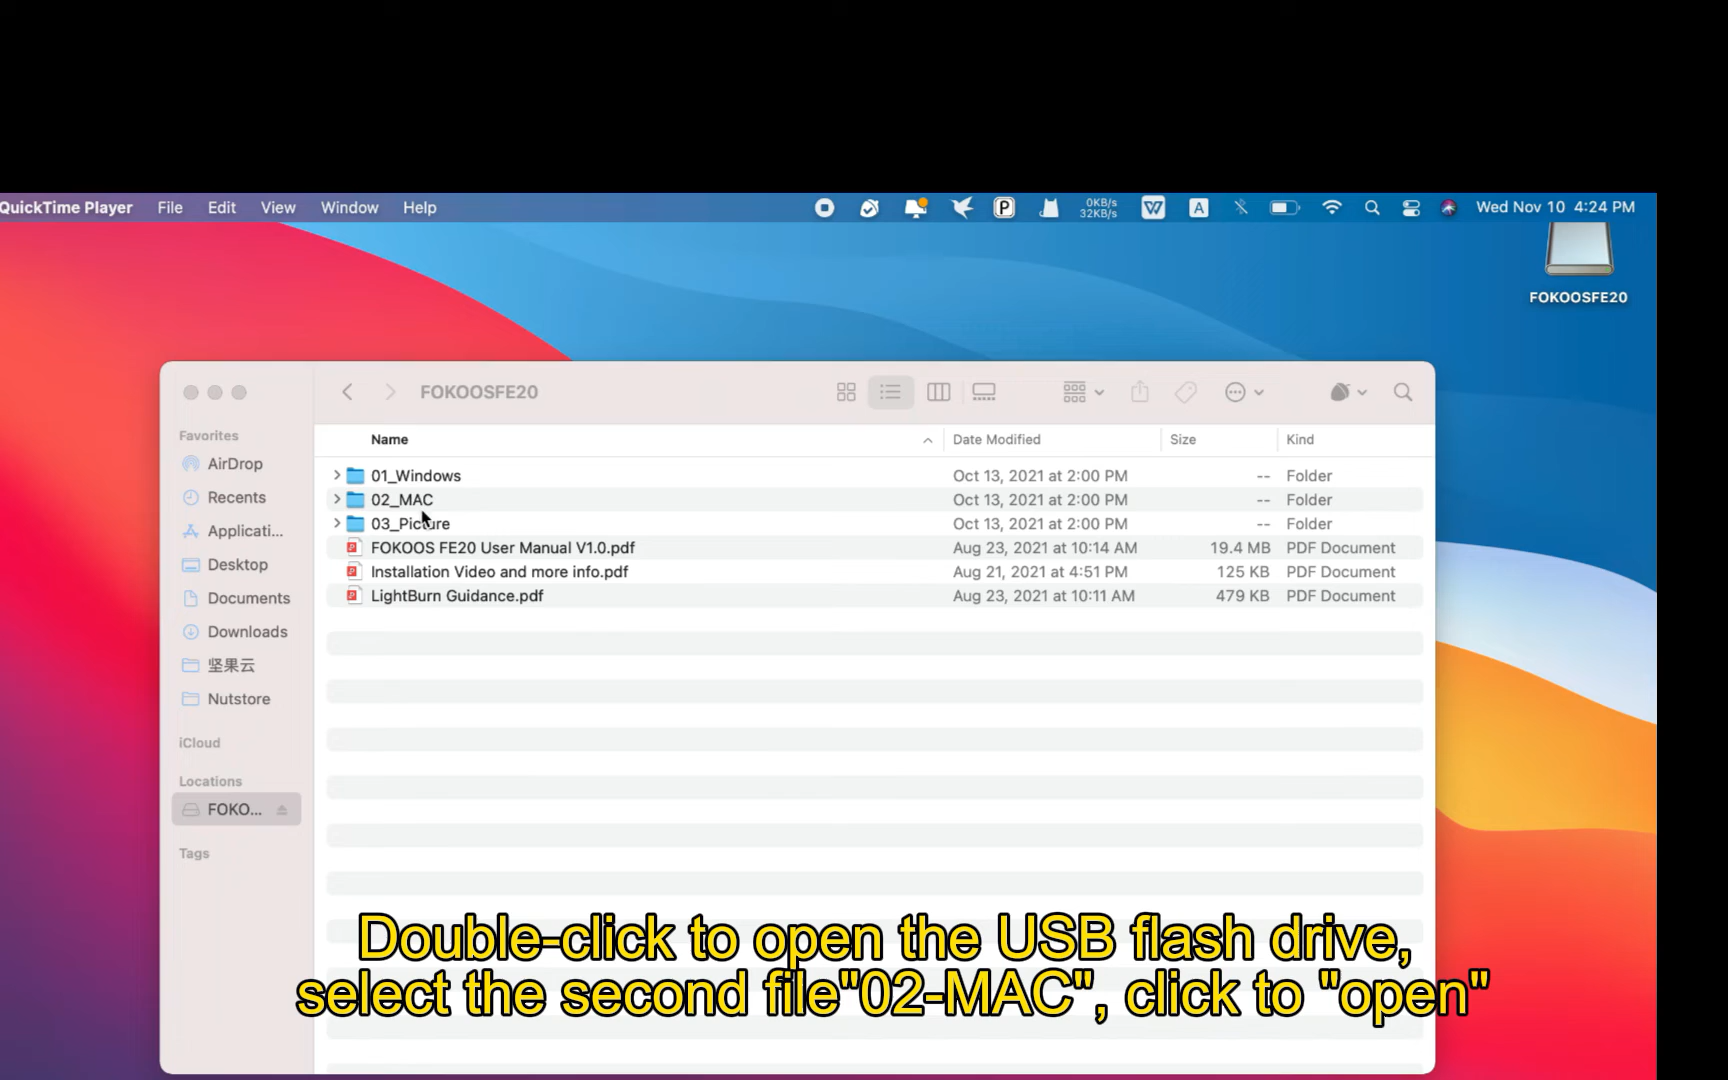 QuickTime Player File Edit View Window Help P 0KB/s W A Wed Nov 10 4:24 PM
32KB/s
FOKOOSFE20
FOKOOSFE20
Favorites
AirDrop
Recents
Applicati...
Desktop
Documents
Downloads
坚果云
Nutstore
iCloud
Locations
FOKO...
Tags
Name Date Modified Size Kind
01_Windows Oct 13, 2021 at 2:00 PM -- Folder
02_MAC Oct 13, 2021 at 2:00 PM -- Folder
03_Picture Oct 13, 2021 at 2:00 PM -- Folder
FOKOOS FE20 User Manual V1.0.pdf Aug 23, 2021 at 10:14 AM 19.4 MB PDF Document
Installation Video and more info.pdf Aug 21, 2021 at 4:51 PM 125 KB PDF Document
LightBurn Guidance.pdf Aug 23, 2021 at 10:11 AM 479 KB PDF Document
Double-click to open the USB flash drive,
select the second file"02-MAC", click to "open"